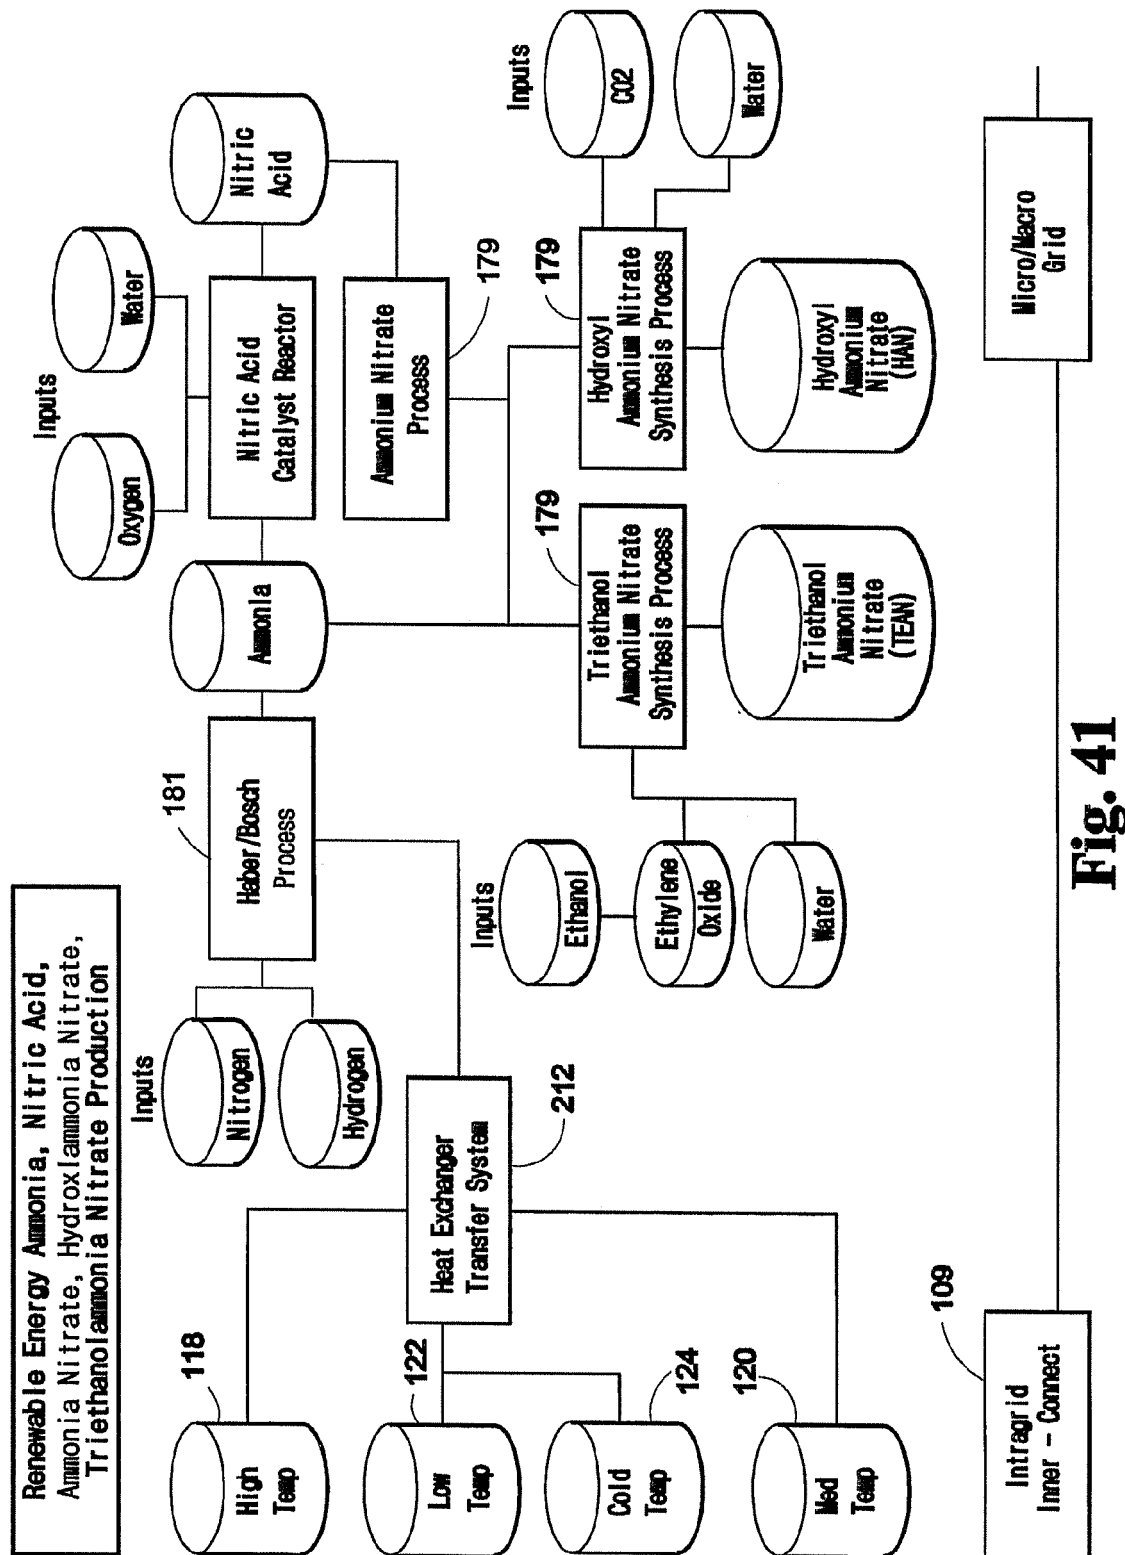 Renewable Energy Ammonia, Nitric Acid,
Ammonia Nitrate, Hydroxlammonia Nitrate,
Triethanolammonia Nitrate Production
High
Temp
118
Low
Temp
122
Cold
Temp
124
Med
Temp
120
Heat Exchanger
Transfer System
212
Inputs
Nitrogen
Hydrogen
Haber/Bosch
Process
181
Ammonia
Inputs
Oxygen
Water
Nitric Acid
Catalyst Reactor
Nitric
Acid
Ammonium Nitrate
Process
179
Inputs
Ethanol
Ethylene
Oxide
Water
Triethanol
Ammonium Nitrate
Synthesis Process
179
Hydroxyl
Ammonium Nitrate
Synthesis Process
179
Inputs
CO2
Water
Triethanol
Ammonium
Nitrate
(TEAN)
Hydroxyl
Ammonium
Nitrate
(HAN)
Intragrid
Inner - Connect
109
Micro/Macro
Grid
Fig. 41